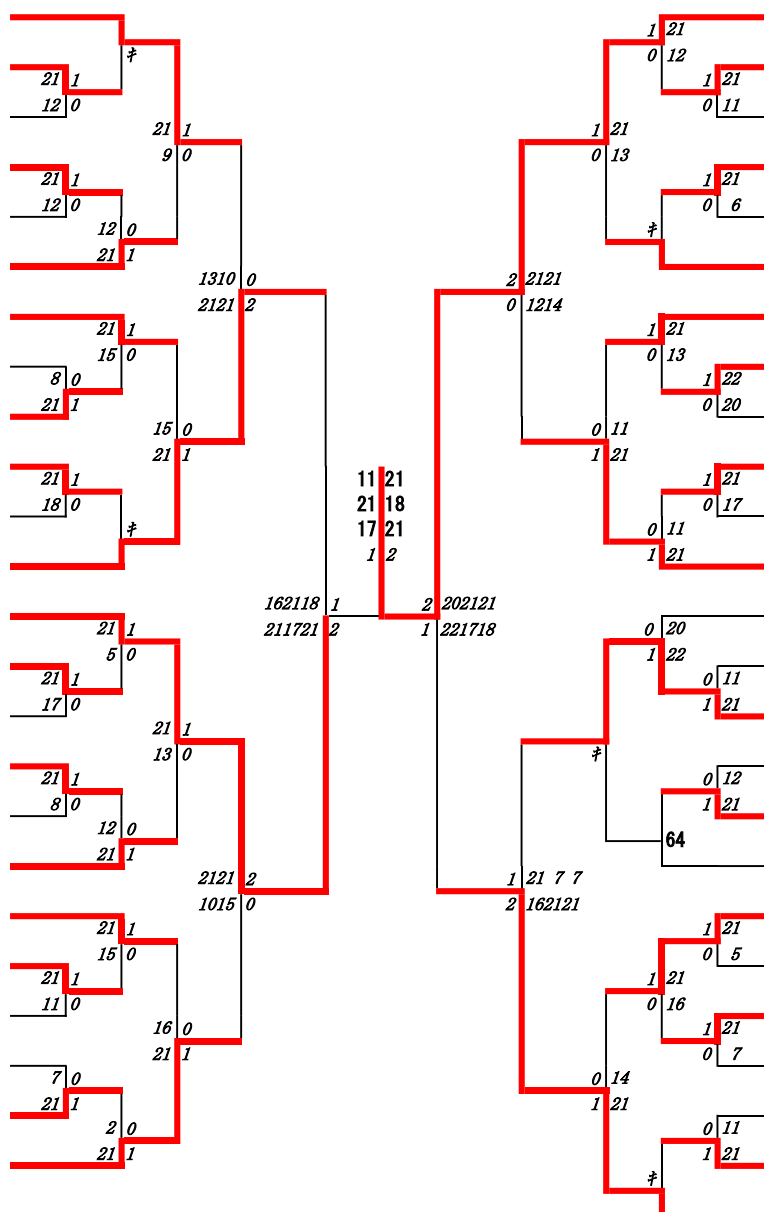 1 21
ｷ 0 12
21 1 1 21
12 0 0 11
21 1 1 21
9 0 0 13
21 1 1 21
12 0 0 6
12 0 ｷ
21 1
1310 0 2 2121
2121 2 0 1214
21 1 1 21
15 0 0 13
8 0 1 22
21 1 0 20
15 0 0 11
21 1 1 21
21 1 11 21 1 21
18 0 21 18 0 17
ｷ 17 21 0 11
1 2 1 21
162118 1 2 202121
211721 2 1 221718
21 1 0 20
5 0 1 22
21 1 0 11
17 0 1 21
21 1
13 0 ｷ
21 1 0 12
8 0 1 21
12 0 64
21 1
2121 2 1 21 7 7
1015 0 2 162121
21 1 1 21
15 0 0 5
21 1 1 21
11 0 0 16
16 0 1 21
21 1 0 7
7 0 0 14
21 1 1 21
2 0 0 11
21 1 1 21
ｷ